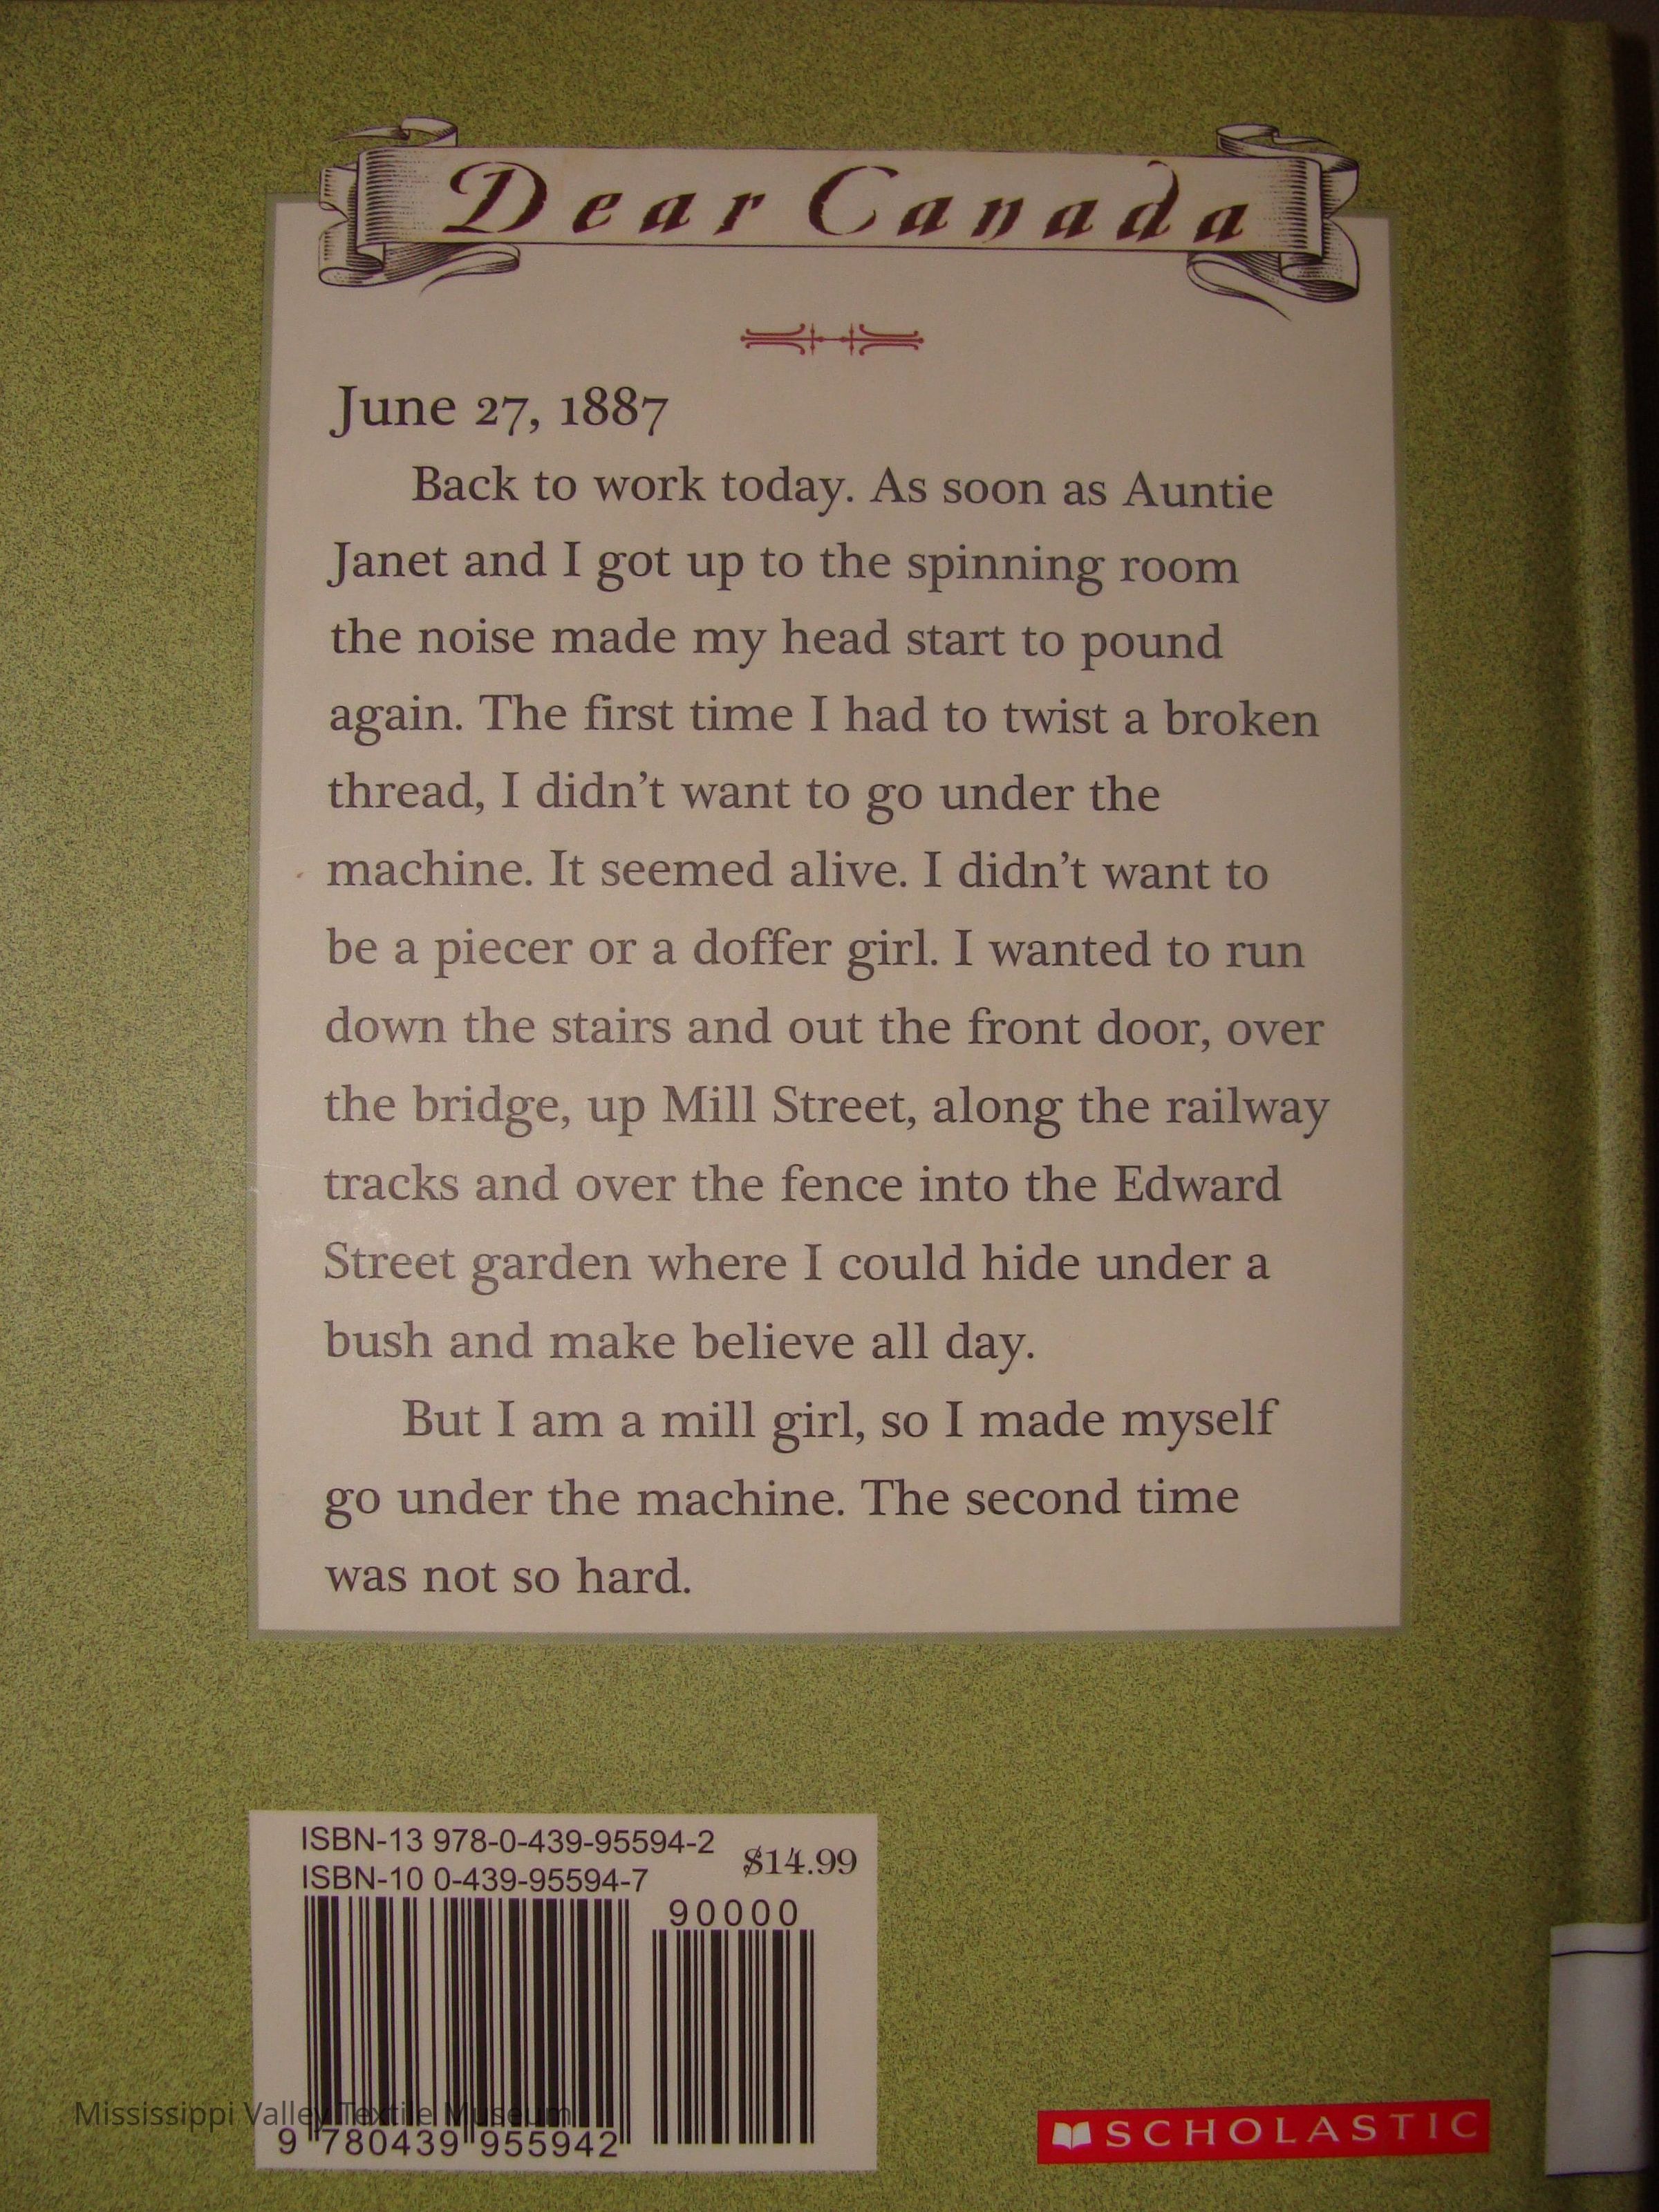 Dear Canada
June 27, 1887
Back to work today. As soon as Auntie
Janet and I got up to the spinning room
the noise made my head start to pound
again. The first time I had to twist a broken
thread, I didn’t want to go under the
machine. It seemed alive. I didn’t want to
be a piecer or a doffer girl. I wanted to run
down the stairs and out the front door, over
the bridge, up Mill Street, along the railway
tracks and over the fence into the Edward
Street garden where I could hide under a
bush and make believe all day.
But I am a mill girl, so I made myself
go under the machine. The second time
was not so hard.
ISBN-13 978-0-439-95594-2
ISBN-10 0-439-95594-7
$14.99
90000
Mississippi Valley Textile Museum
9 780439 955942
SCHOLASTIC